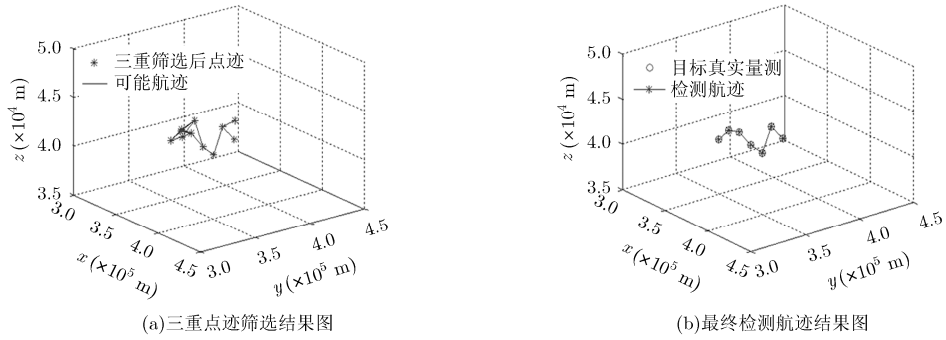 5.0
4.5
4.0
3.5
z (×10⁴ m)
* 三重筛选后点迹
— 可能航迹
3.0
3.5
4.0
4.5
x (×10⁵ m)
3.0
3.5
4.0
4.5
y (×10⁵ m)
(a)三重点迹筛选结果图
5.0
4.5
4.0
3.5
z (×10⁴ m)
目标真实量测
检测航迹
3.0
3.5
4.0
4.5
x (×10⁵ m)
3.0
3.5
4.0
4.5
y (×10⁵ m)
(b)最终检测航迹结果图